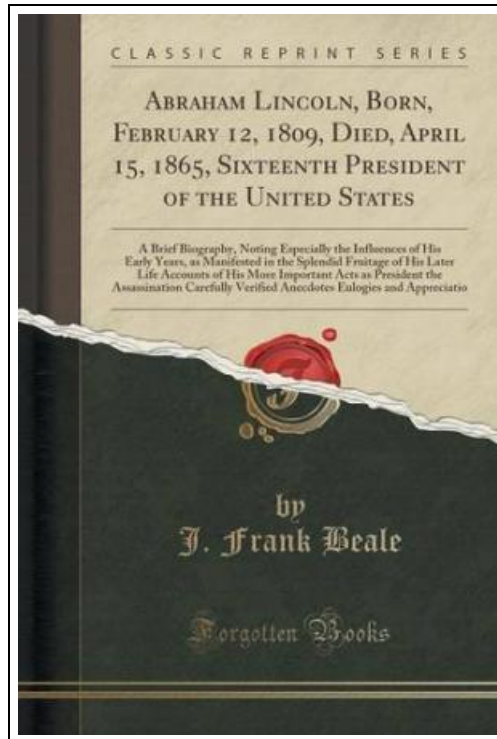 CLASSIC REPRINT SERIES
ABRAHAM LINCOLN, BORN,
FEBRUARY 12, 1809, DIED, APRIL
15, 1865, SIXTEENTH PRESIDENT
OF THE UNITED STATES
A Brief Biography, Noting Especially the Influences of His
Early Years, as Manifested in the Splendid Fruitage of His Later
Life Accounts of His More Important Acts as President the
Assassination Carefully Verified Anecdotes Eulogies and Appreciatio
by
J. Frank Beale
Forgotten Books